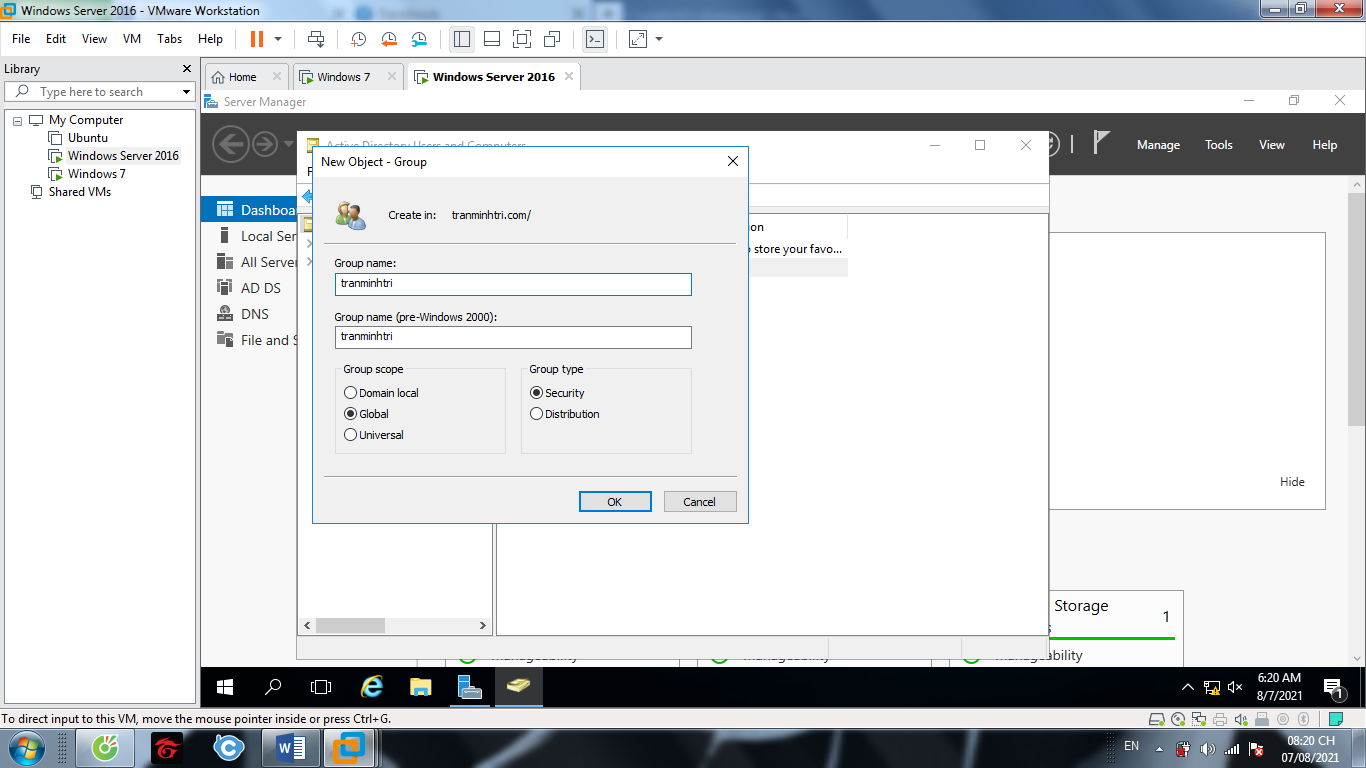 Windows Server 2016 - VMware Workstation
File Edit View VM Tabs Help
Library
Type here to search
My Computer
Ubuntu
Windows Server 2016
Windows 7
Shared VMs
Home
Windows 7
Windows Server 2016
Server Manager
Manage Tools View Help
Dashboa
Local Ser
All Server
AD DS
DNS
File and S
Active Directory Users and Computers
New Object - Group
Create in: tranminhtri.com/
Group name:
tranminhtri
Group name (pre-Windows 2000):
tranminhtri
Group scope
Domain local
Global
Universal
Group type
Security
Distribution
OK Cancel
on
store your favo...
Hide
Storage
1
manageability
manageability
manageability
6:20 AM
8/7/2021
1
To direct input to this VM, move the mouse pointer inside or press Ctrl+G.
EN
08:20 CH
07/08/2021